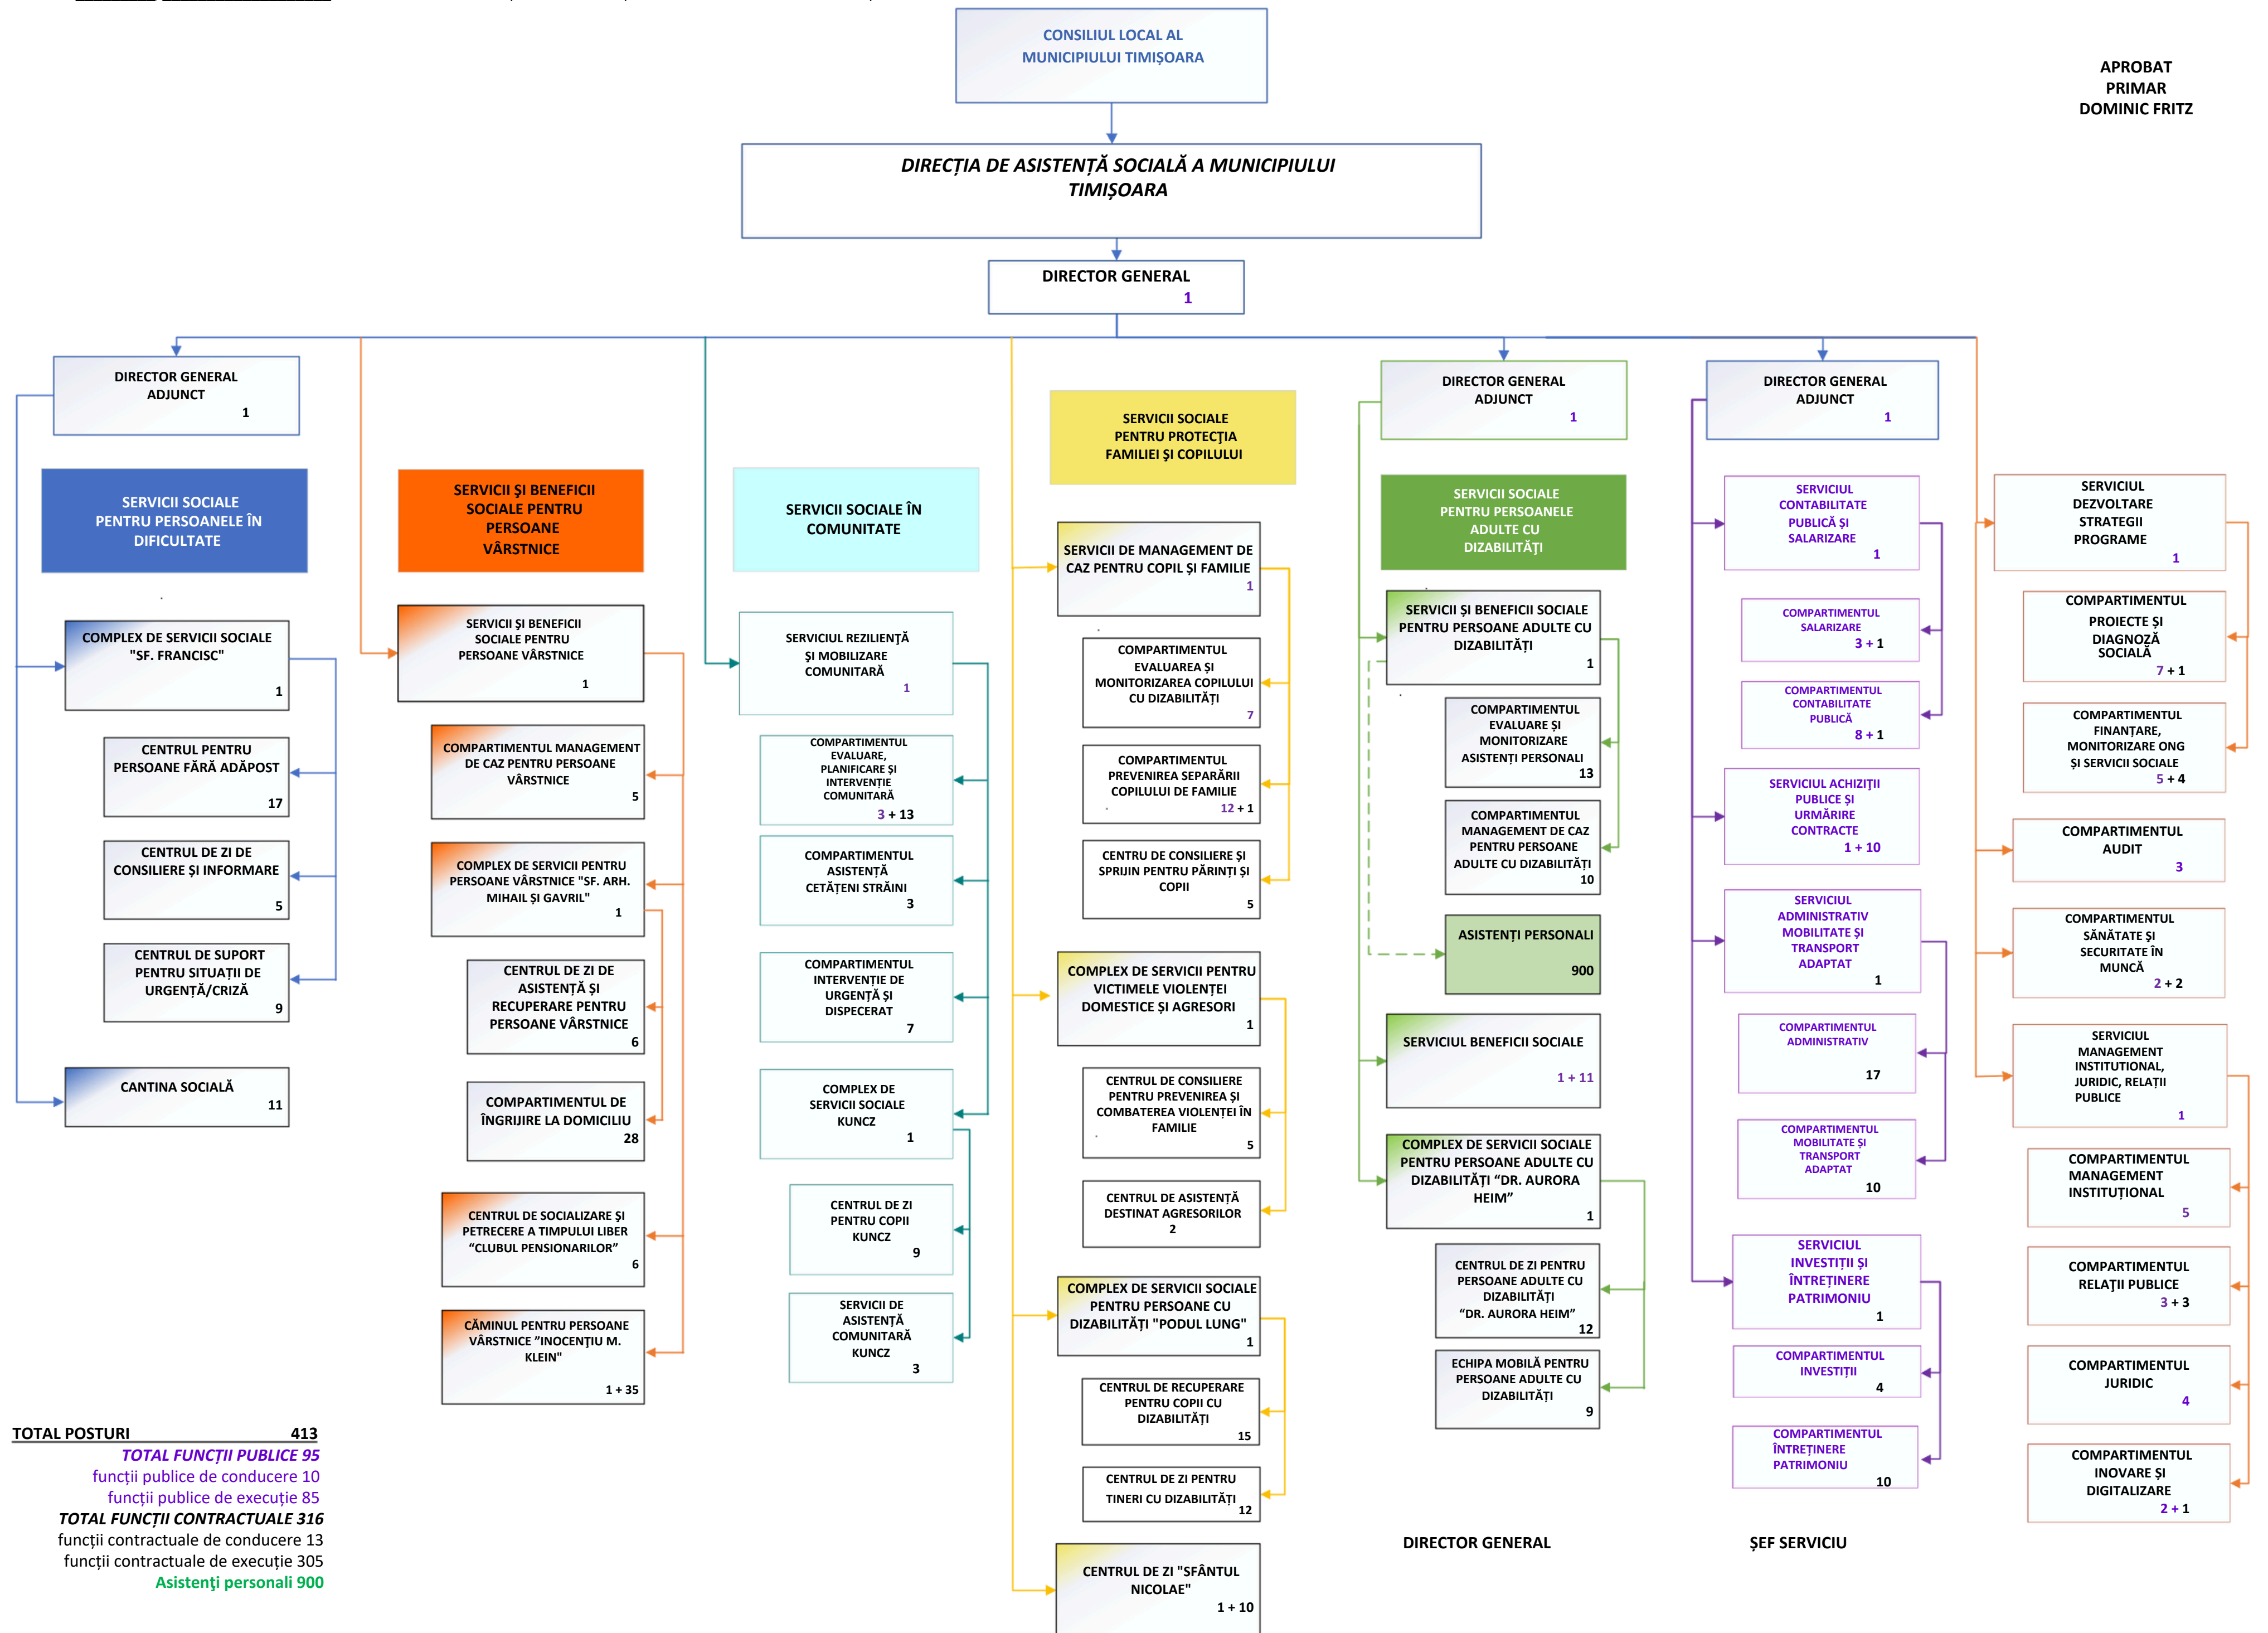 CONSILIUL LOCAL AL
MUNICIPIULUI TIMIȘOARA
APROBAT
PRIMAR
DOMINIC FRITZ
DIRECȚIA DE ASISTENȚĂ SOCIALĂ A MUNICIPIULUI
TIMIȘOARA
DIRECTOR GENERAL
1
DIRECTOR GENERAL
ADJUNCT
1
SERVICII SOCIALE
PENTRU PERSOANELE ÎN
DIFICULTATE
COMPLEX DE SERVICII SOCIALE
"SF. FRANCISC"
1
CENTRUL PENTRU
PERSOANE FĂRĂ ADĂPOST
17
CENTRUL DE ZI DE
CONSILIERE ȘI INFORMARE
5
CENTRUL DE SUPORT
PENTRU SITUAȚII DE
URGENȚĂ/CRIZĂ
9
CANTINA SOCIALĂ
11
SERVICII ŞI BENEFICII
SOCIALE PENTRU
PERSOANE
VÂRSTNICE
SERVICII ŞI BENEFICII
SOCIALE PENTRU
PERSOANE VÂRSTNICE
1
COMPARTIMENTUL MANAGEMENT
DE CAZ PENTRU PERSOANE
VÂRSTNICE
5
COMPLEX DE SERVICII PENTRU
PERSOANE VÂRSTNICE "SF. ARH.
MIHAIL ȘI GAVRIL"
1
CENTRUL DE ZI DE
ASISTENȚĂ ȘI
RECUPERARE PENTRU
PERSOANE VÂRSTNICE
6
COMPARTIMENTUL DE
ÎNGRIJIRE LA DOMICILIU
28
CENTRUL DE SOCIALIZARE ŞI
PETRECERE A TIMPULUI LIBER
“CLUBUL PENSIONARILOR”
6
CĂMINUL PENTRU PERSOANE
VÂRSTNICE ”INOCENŢIU M.
KLEIN"
1 + 35
SERVICII SOCIALE ÎN
COMUNITATE
SERVICIUL REZILIENŢĂ
ŞI MOBILIZARE
COMUNITARĂ
1
COMPARTIMENTUL
EVALUARE,
PLANIFICARE ȘI
INTERVENȚIE
COMUNITARĂ
3 + 13
COMPARTIMENTUL
ASISTENȚĂ
CETĂȚENI STRĂINI
3
COMPARTIMENTUL
INTERVENȚIE DE
URGENȚĂ ȘI
DISPECERAT
7
COMPLEX DE
SERVICII SOCIALE
KUNCZ
1
CENTRUL DE ZI
PENTRU COPII
KUNCZ
9
SERVICII DE
ASISTENȚĂ
COMUNITARĂ
KUNCZ
3
SERVICII SOCIALE
PENTRU PROTECŢIA
FAMILIEI ŞI COPILULUI
SERVICII DE MANAGEMENT DE
CAZ PENTRU COPIL ȘI FAMILIE
1
COMPARTIMENTUL
EVALUAREA ȘI
MONITORIZAREA COPILULUI
CU DIZABILITĂȚI
7
COMPARTIMENTUL
PREVENIREA SEPARĂRII
COPILULUI DE FAMILIE
12 + 1
CENTRU DE CONSILIERE ȘI
SPRIJIN PENTRU PĂRINȚI ȘI
COPII
5
COMPLEX DE SERVICII PENTRU
VICTIMELE VIOLENȚEI
DOMESTICE ȘI AGRESORI
1
CENTRUL DE CONSILIERE
PENTRU PREVENIREA ȘI
COMBATEREA VIOLENȚEI ÎN
FAMILIE
5
CENTRUL DE ASISTENȚĂ
DESTINAT AGRESORILOR
2
COMPLEX DE SERVICII SOCIALE
PENTRU PERSOANE CU
DIZABILITĂȚI "PODUL LUNG"
1
CENTRUL DE RECUPERARE
PENTRU COPII CU
DIZABILITĂȚI
15
CENTRUL DE ZI PENTRU
TINERI CU DIZABILITĂȚI
12
CENTRUL DE ZI "SFÂNTUL
NICOLAE"
1 + 10
DIRECTOR GENERAL
ADJUNCT
1
SERVICII SOCIALE
PENTRU PERSOANELE
ADULTE CU
DIZABILITĂŢI
SERVICII ȘI BENEFICII SOCIALE
PENTRU PERSOANE ADULTE CU
DIZABILITĂȚI
1
COMPARTIMENTUL
EVALUARE ȘI
MONITORIZARE
ASISTENȚI PERSONALI
13
COMPARTIMENTUL
MANAGEMENT DE CAZ
PENTRU PERSOANE
ADULTE CU DIZABILITĂȚI
10
ASISTENȚI PERSONALI
900
SERVICIUL BENEFICII SOCIALE
1 + 11
COMPLEX DE SERVICII SOCIALE
PENTRU PERSOANE ADULTE CU
DIZABILITĂȚI “DR. AURORA
HEIM”
1
CENTRUL DE ZI PENTRU
PERSOANE ADULTE CU
DIZABILITĂȚI
“DR. AURORA HEIM”
12
ECHIPA MOBILĂ PENTRU
PERSOANE ADULTE CU
DIZABILITĂȚI
9
DIRECTOR GENERAL
ADJUNCT
1
SERVICIUL
CONTABILITATE
PUBLICĂ ȘI
SALARIZARE
1
COMPARTIMENTUL
SALARIZARE
3 + 1
COMPARTIMENTUL
CONTABILITATE
PUBLICĂ
8 + 1
SERVICIUL ACHIZIŢII
PUBLICE ȘI
URMĂRIRE
CONTRACTE
1 + 10
SERVICIUL
ADMINISTRATIV
MOBILITATE ȘI
TRANSPORT
ADAPTAT
1
COMPARTIMENTUL
ADMINISTRATIV
17
COMPARTIMENTUL
MOBILITATE ȘI
TRANSPORT
ADAPTAT
10
SERVICIUL
INVESTIȚII ȘI
ÎNTREȚINERE
PATRIMONIU
1
COMPARTIMENTUL
INVESTIȚII
4
COMPARTIMENTUL
ÎNTREȚINERE
PATRIMONIU
10
SERVICIUL
DEZVOLTARE
STRATEGII
PROGRAME
1
COMPARTIMENTUL
PROIECTE ȘI
DIAGNOZĂ
SOCIALĂ
7 + 1
COMPARTIMENTUL
FINANȚARE,
MONITORIZARE ONG
ȘI SERVICII SOCIALE
5 + 4
COMPARTIMENTUL
AUDIT
3
COMPARTIMENTUL
SĂNĂTATE ŞI
SECURITATE ÎN
MUNCĂ
2 + 2
SERVICIUL
MANAGEMENT
INSTITUȚIONAL,
JURIDIC, RELAȚII
PUBLICE
1
COMPARTIMENTUL
MANAGEMENT
INSTITUȚIONAL
5
COMPARTIMENTUL
RELAŢII PUBLICE
3 + 3
COMPARTIMENTUL
JURIDIC
4
COMPARTIMENTUL
INOVARE ȘI
DIGITALIZARE
2 + 1
TOTAL POSTURI 413
TOTAL FUNCȚII PUBLICE 95
funcții publice de conducere 10
funcții publice de execuție 85
TOTAL FUNCȚII CONTRACTUALE 316
funcții contractuale de conducere 13
funcții contractuale de execuție 305
Asistenţi personali 900
DIRECTOR GENERAL
ȘEF SERVICIU